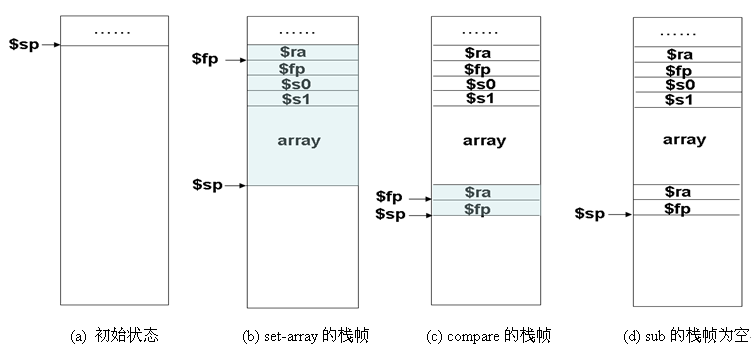 ……
$sp
(a) 初始状态
……
$ra
$fp
$fp
$s0
$s1
array
$sp
(b) set-array 的栈帧
……
$ra
$fp
$s0
$s1
array
$ra
$fp
$fp
$sp
(c) compare 的栈帧
……
$ra
$fp
$s0
$s1
array
$ra
$fp
$sp
(d) sub 的栈帧为空